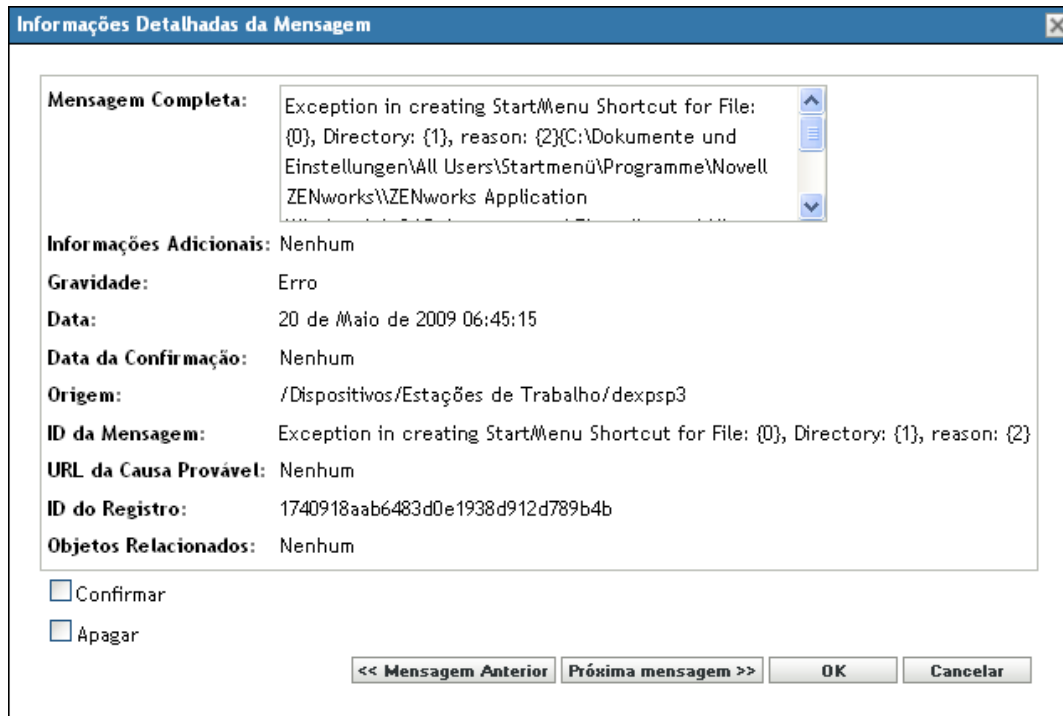 Informações Detalhadas da Mensagem
Mensagem Completa:
Exception in creating StartMenu Shortcut for File:
{0}, Directory: {1}, reason: {2}{C:\Dokumente und
Einstellungen\All Users\Startmenü\Programme\Novell
ZENworks\\ZENworks Application
Informações Adicionais: Nenhum
Gravidade: Erro
Data: 20 de Maio de 2009 06:45:15
Data da Confirmação: Nenhum
Origem: /Dispositivos/Estações de Trabalho/dexpsp3
ID da Mensagem: Exception in creating StartMenu Shortcut for File: {0}, Directory: {1}, reason: {2}
URL da Causa Provável: Nenhum
ID do Registro: 1740918aab6483d0e1938d912d789b4b
Objetos Relacionados: Nenhum
Confirmar
Apagar
<< Mensagem Anterior Próxima mensagem >> OK Cancelar